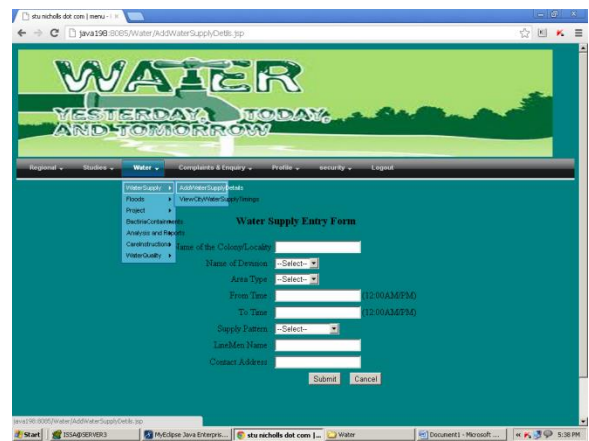 stu nicholls dot com | menu - i
java198:8085/Water/AddWaterSupplyDetls.jsp
WATER
YESTERDAY, TODAY,
AND TOMORROW
Regional Studies Water Complaints & Enquiry Profile security Logout
WaterSupply AddWaterSupplyDetails
Floods ViewCityWaterSupplyTimings
Project
ElectricContainments
Analysis and Reports
CareInstructions
WaterQuality
Water Supply Entry Form
Name of the Colony/Locality
Name of Devision --Select--
Area Type --Select--
From Time (12:00AM/PM)
To Time (12:00AM/PM)
Supply Pattern --Select--
LineMen Name
Contact Address
Submit Cancel
java198:8085/Water/AddWaterSupplyDetls.jsp
Start ISSA@SERVER3 MyEclipse Java Enterpris... stu nicholls dot com |... Water Document1 - Microsoft ... 5:38 PM